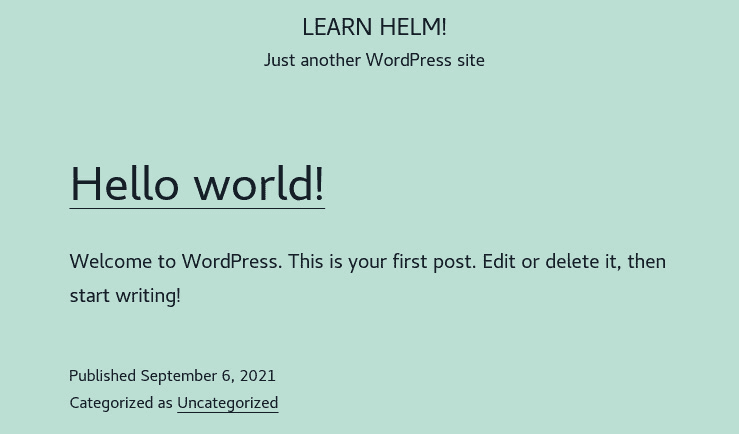 LEARN HELM!
Just another WordPress site
Hello world!
Welcome to WordPress. This is your first post. Edit or delete it, then
start writing!
Published September 6, 2021
Categorized as Uncategorized